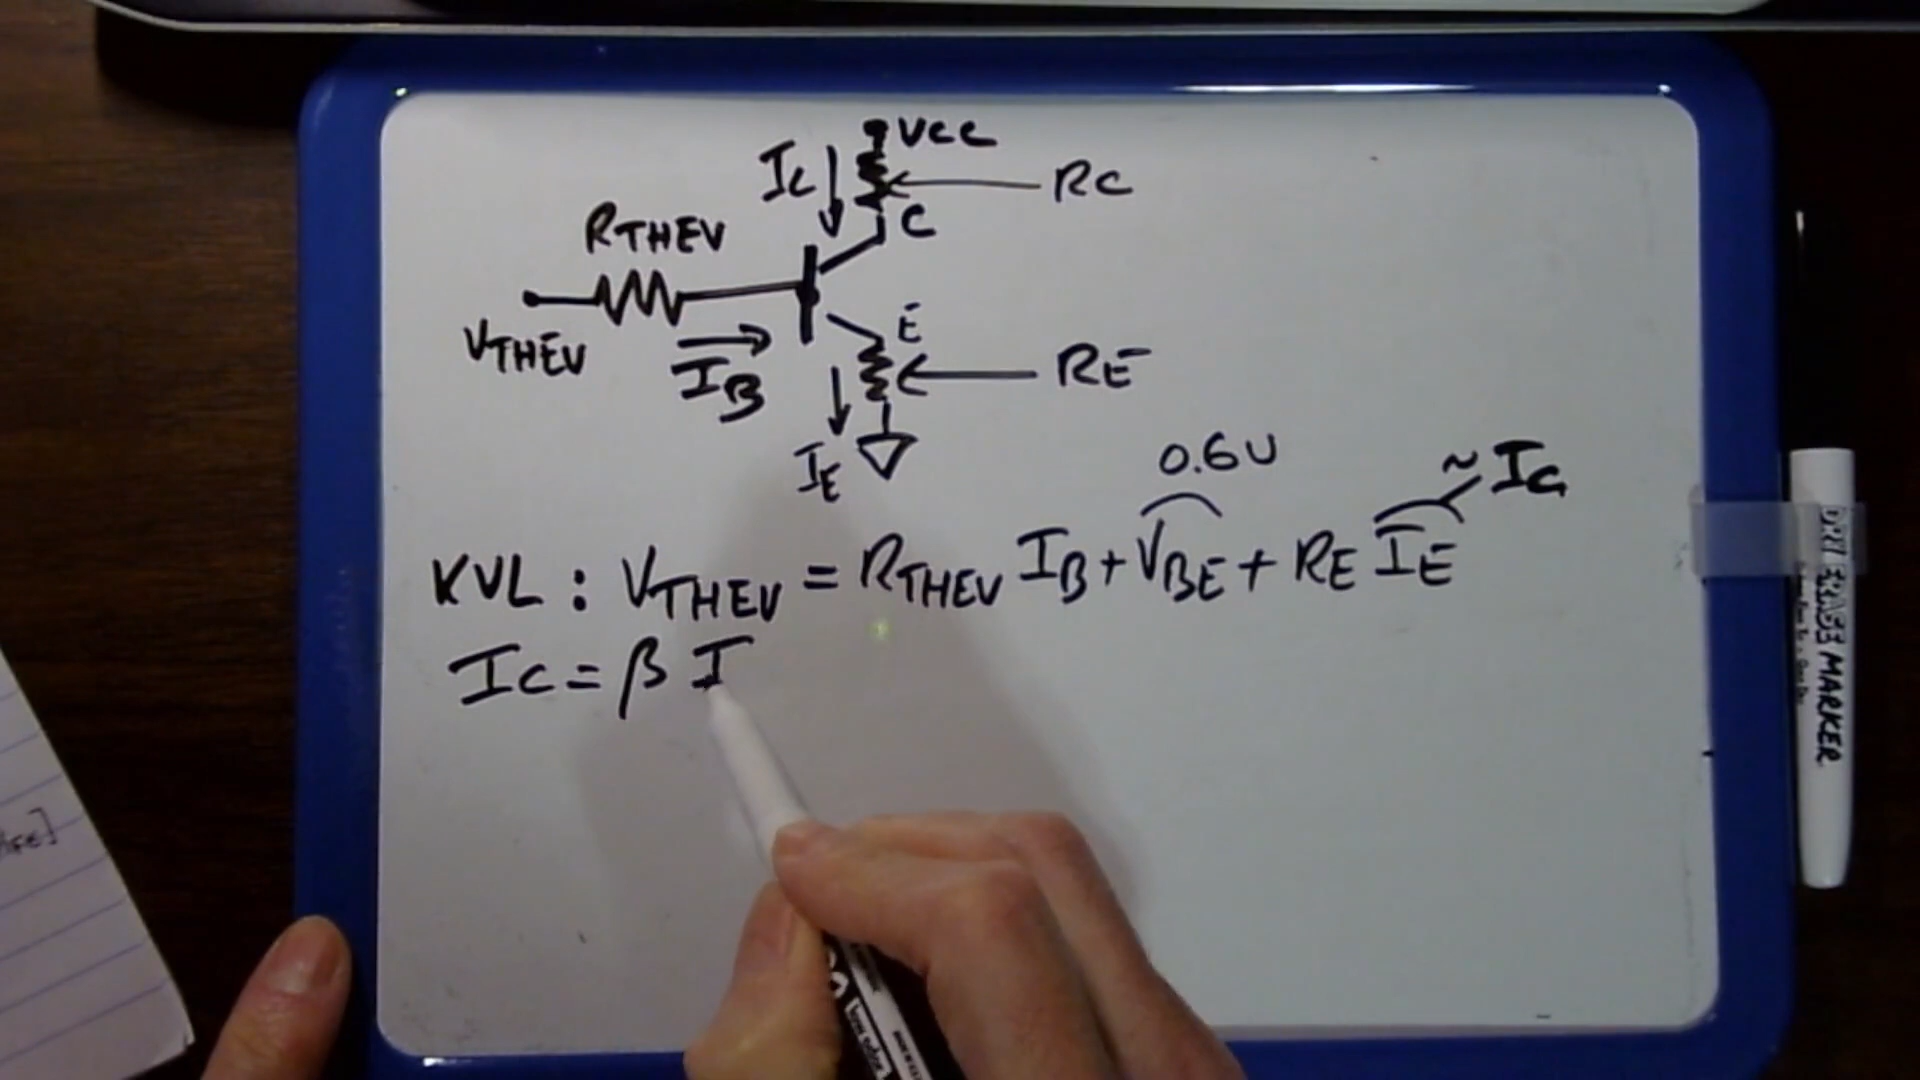 VCC
IC
RC
C
RTHEV
E
VTHEV
IB
RE
IE
0.6V
~ IC
KVL : VTHEV = RTHEV IB + VBE + RE IE
IC = β I
DRY ERASE MARKER